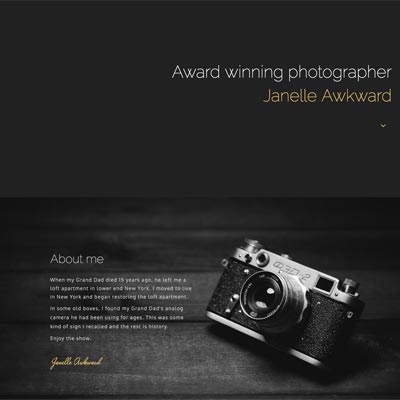 Award winning photographer
Janelle Awkward
About me
When my Grand Dad died 15 years ago, he left me a
loft apartment in lower end New York. I moved to live
in New York and began restoring the loft apartment.
In some old boxes, I found my Grand Dad's analog
camera he had been using for ages. This was some
kind of sign I recalled and the rest is history.
Enjoy the show.
Janelle Awkward
ФЭД-2